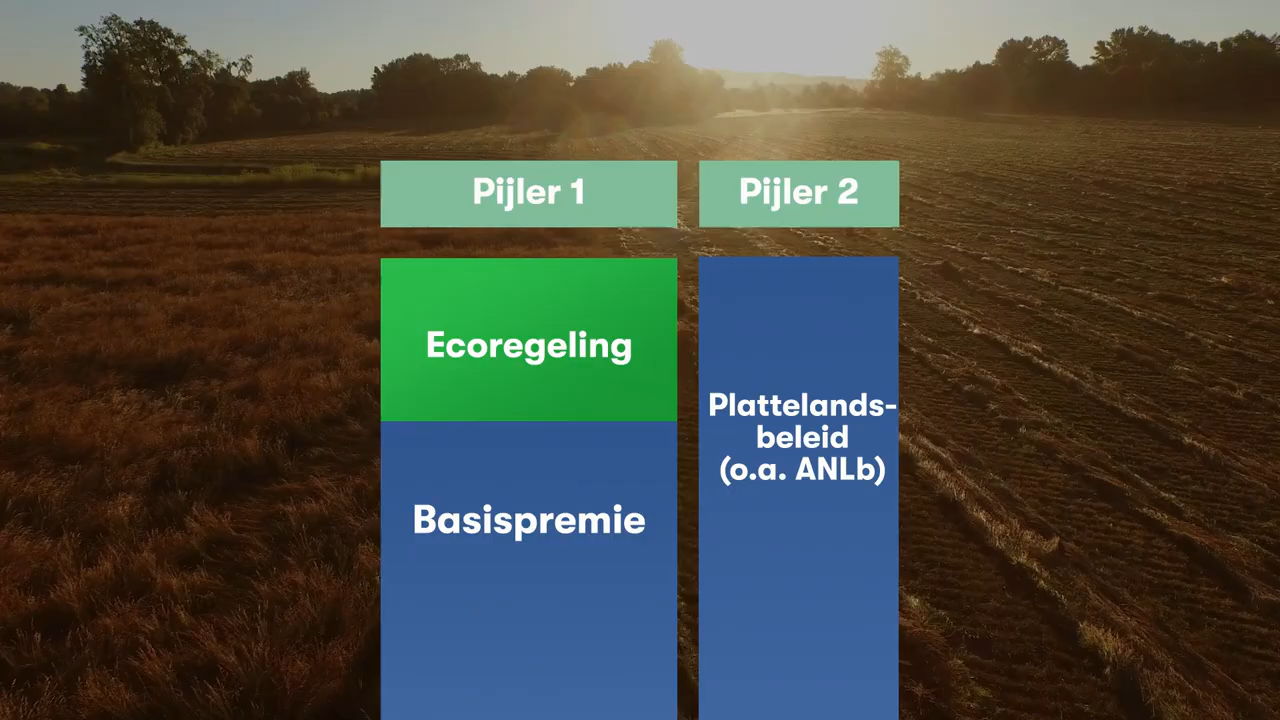 Pijler 1
Pijler 2
Ecoregeling
Basispremie
Plattelands-
beleid
(o.a. ANLb)